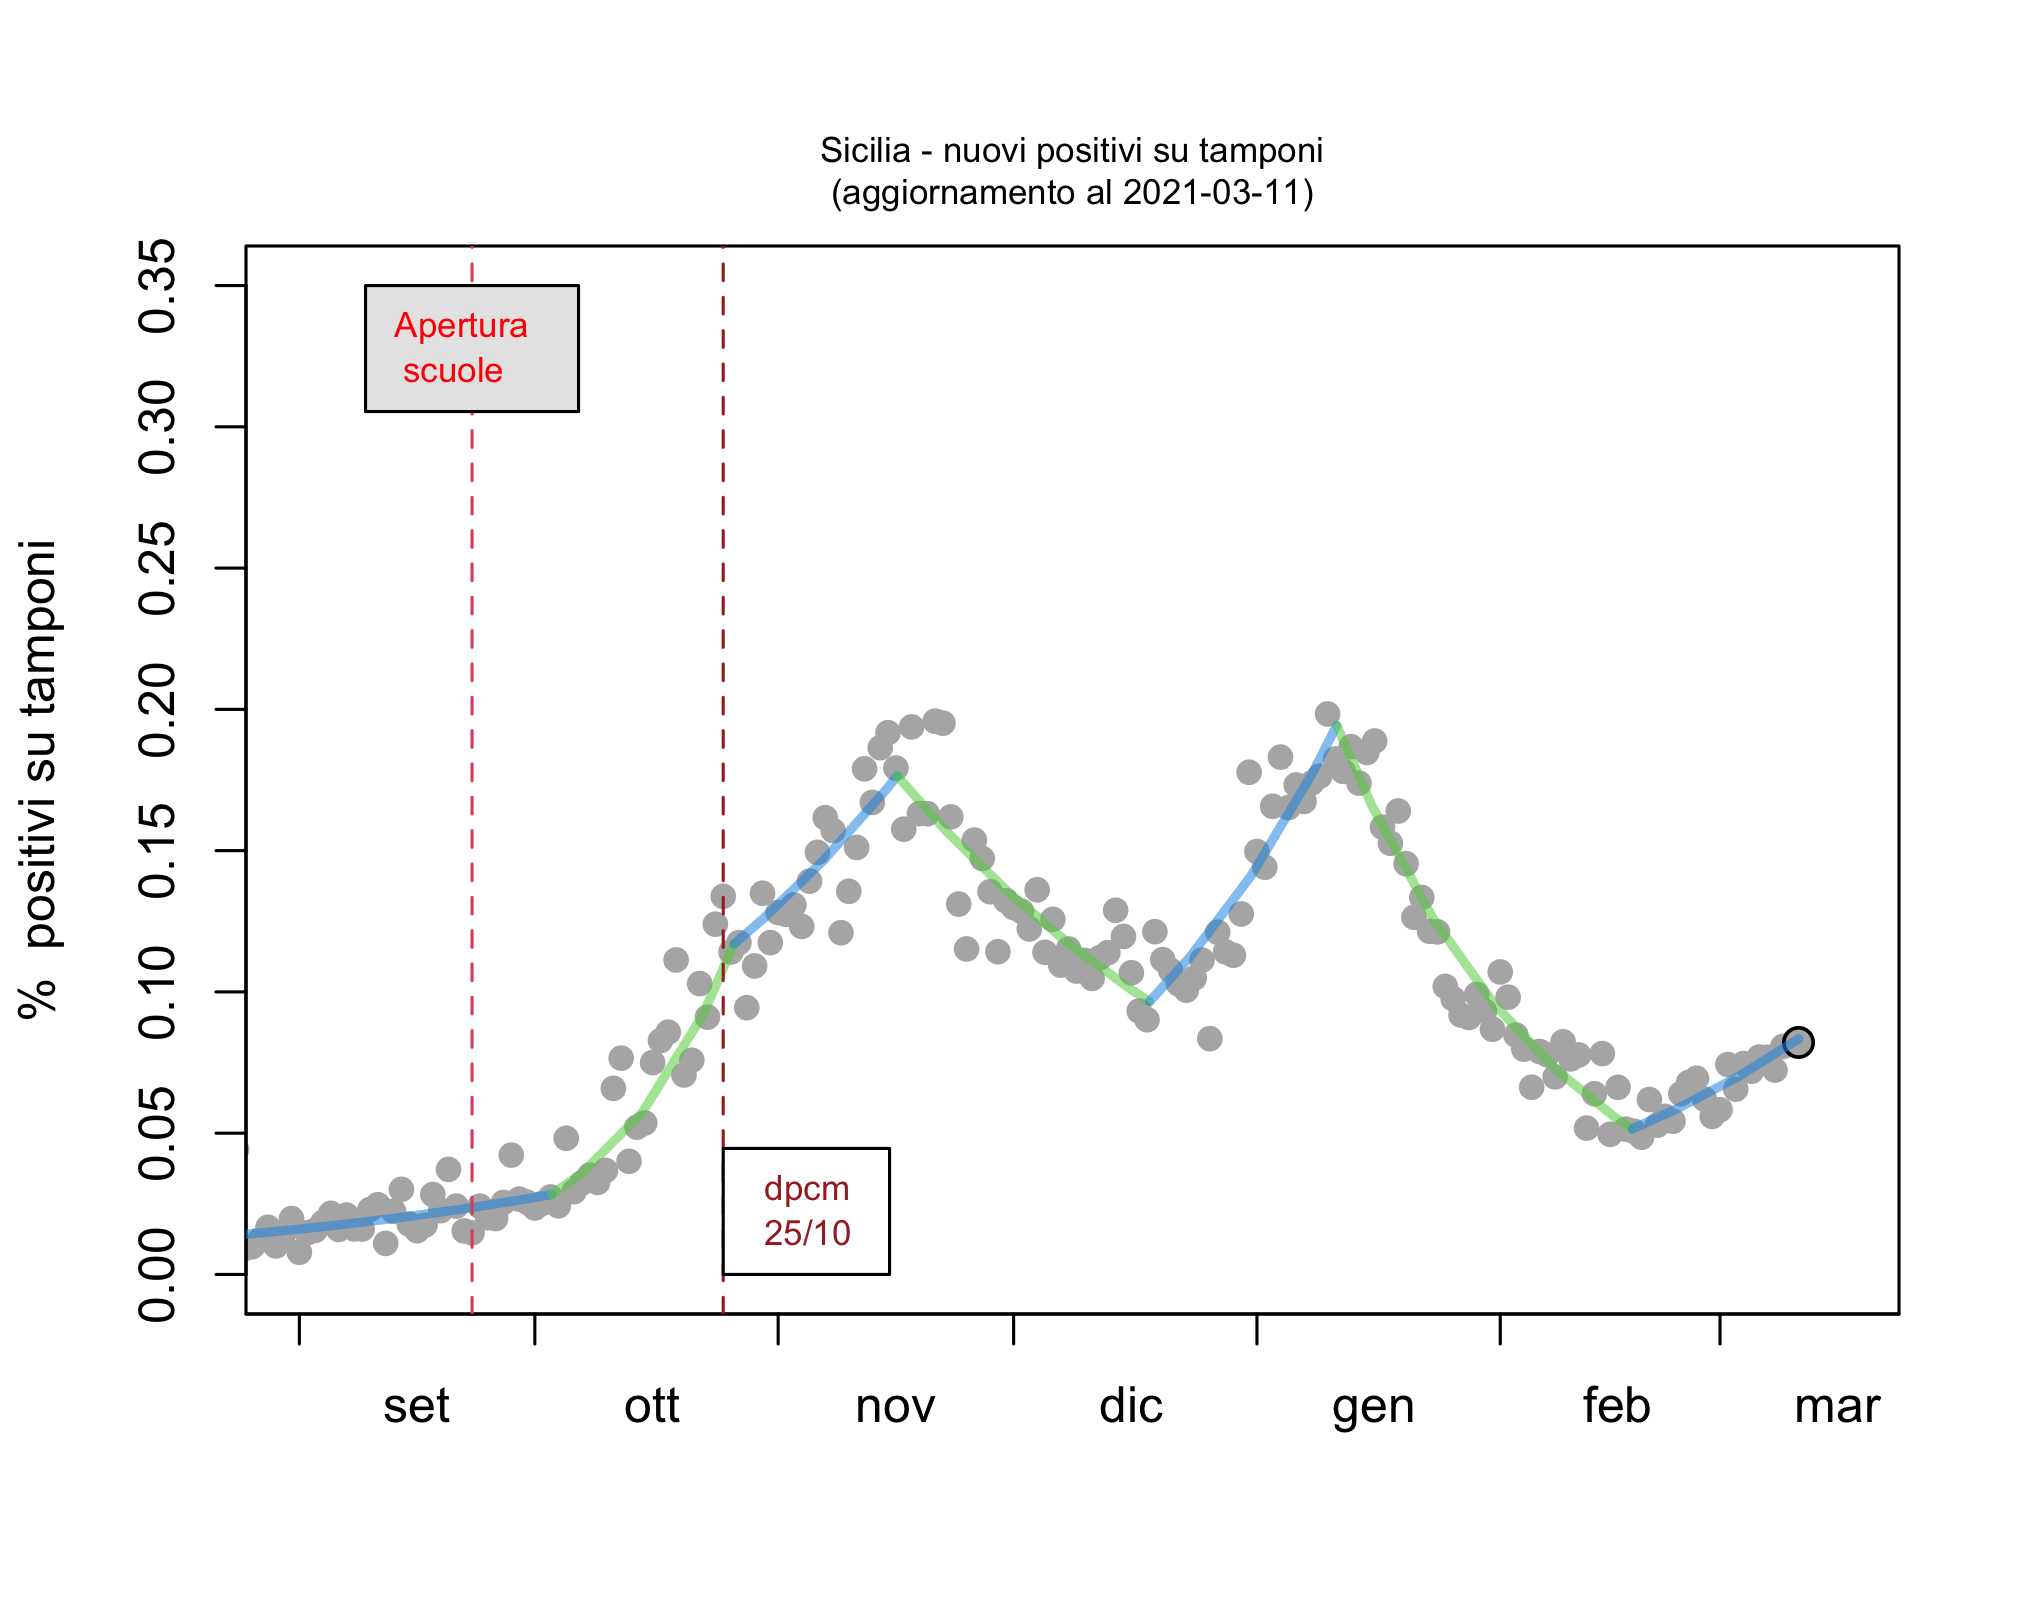 Sicilia - nuovi positivi su tamponi
(aggiornamento al 2021-03-11)
% positivi su tamponi
0.35
0.30
0.25
0.20
0.15
0.10
0.05
0.00
Apertura
scuole
dpcm
25/10
set
ott
nov
dic
gen
feb
mar